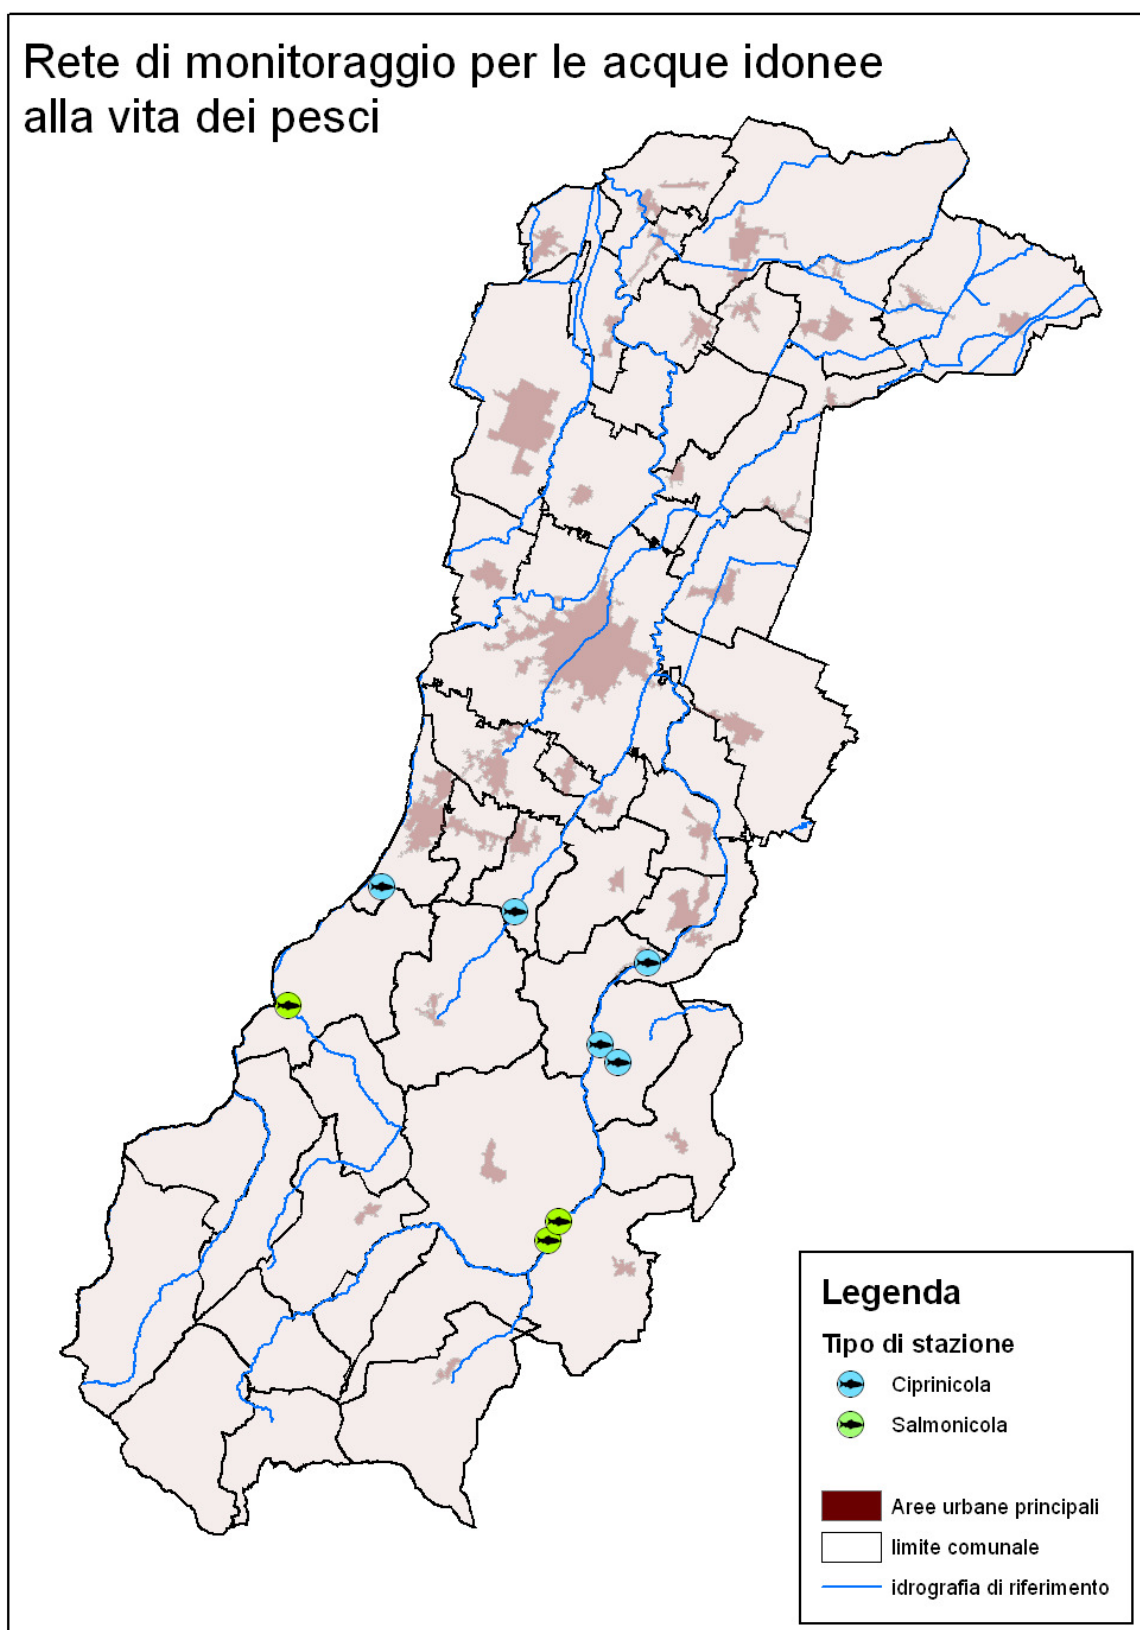 Rete di monitoraggio per le acque idonee
alla vita dei pesci
Legenda
Tipo di stazione
Ciprinicola
Salmonicola
Aree urbane principali
limite comunale
idrografia di riferimento